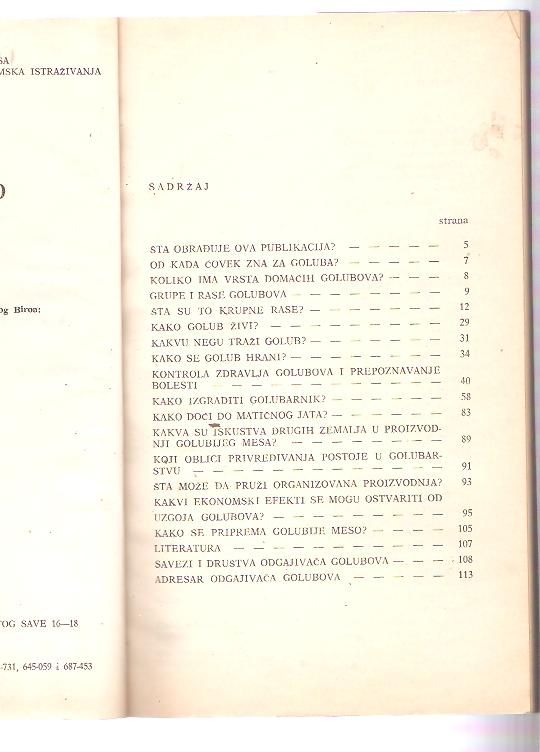 SA
MSKA ISTRAŽIVANJA
O
og Biroa:
TOG SAVE 16—18
-731, 645-059 i 687-453
SADRŽAJ
strana
ŠTA OBRAĐUJE OVA PUBLIKACIJA? — — — — — 5
OD KADA ČOVEK ZNA ZA GOLUBA? — — — — — 7
KOLIKO IMA VRSTA DOMAĆIH GOLUBOVA? — — — 8
GRUPE I RASE GOLUBOVA — — — — — — — — 9
ŠTA SU TO KRUPNE RASE? — — — — — — — 12
KAKO GOLUB ŽIVI? — — — — — — — — — 29
KAKVU NEGU TRAŽI GOLUB? — — — — — — — 31
KAKO SE GOLUB HRANI? — — — — — — — — 34
KONTROLA ZDRAVLJA GOLUBOVA I PREPOZNAVANJE
BOLESTI — — — — — — — — — — — — 40
KAKO IZGRADITI GOLUBARNIK? — — — — — — 58
KAKO DOĆI DO MATIČNOG JATA? — — — — — — 83
KAKVA SU ISKUSTVA DRUGIH ZEMALJA U PROIZVOD-
NJI GOLUBIJEG MESA? — — — — — — — — 89
KOJI OBLICI PRIVREĐIVANJA POSTOJE U GOLUBAR-
STVU — — — — — — — — — — — — — 91
ŠTA MOŽE DA PRUŽI ORGANIZOVANA PROIZVODNJA? 93
KAKVI EKONOMSKI EFEKTI SE MOGU OSTVARITI OD
UZGOJA GOLUBOVA? — — — — — — — — — 95
KAKO SE PRIPREMA GOLUBIJE MESO? — — — — 105
LITERATURA — — — — — — — — — — — 107
SAVEZI I DRUŠTVA ODGAJIVAČA GOLUBOVA — — — 108
ADRESAR ODGAJIVAČA GOLUBOVA — — — — — 113